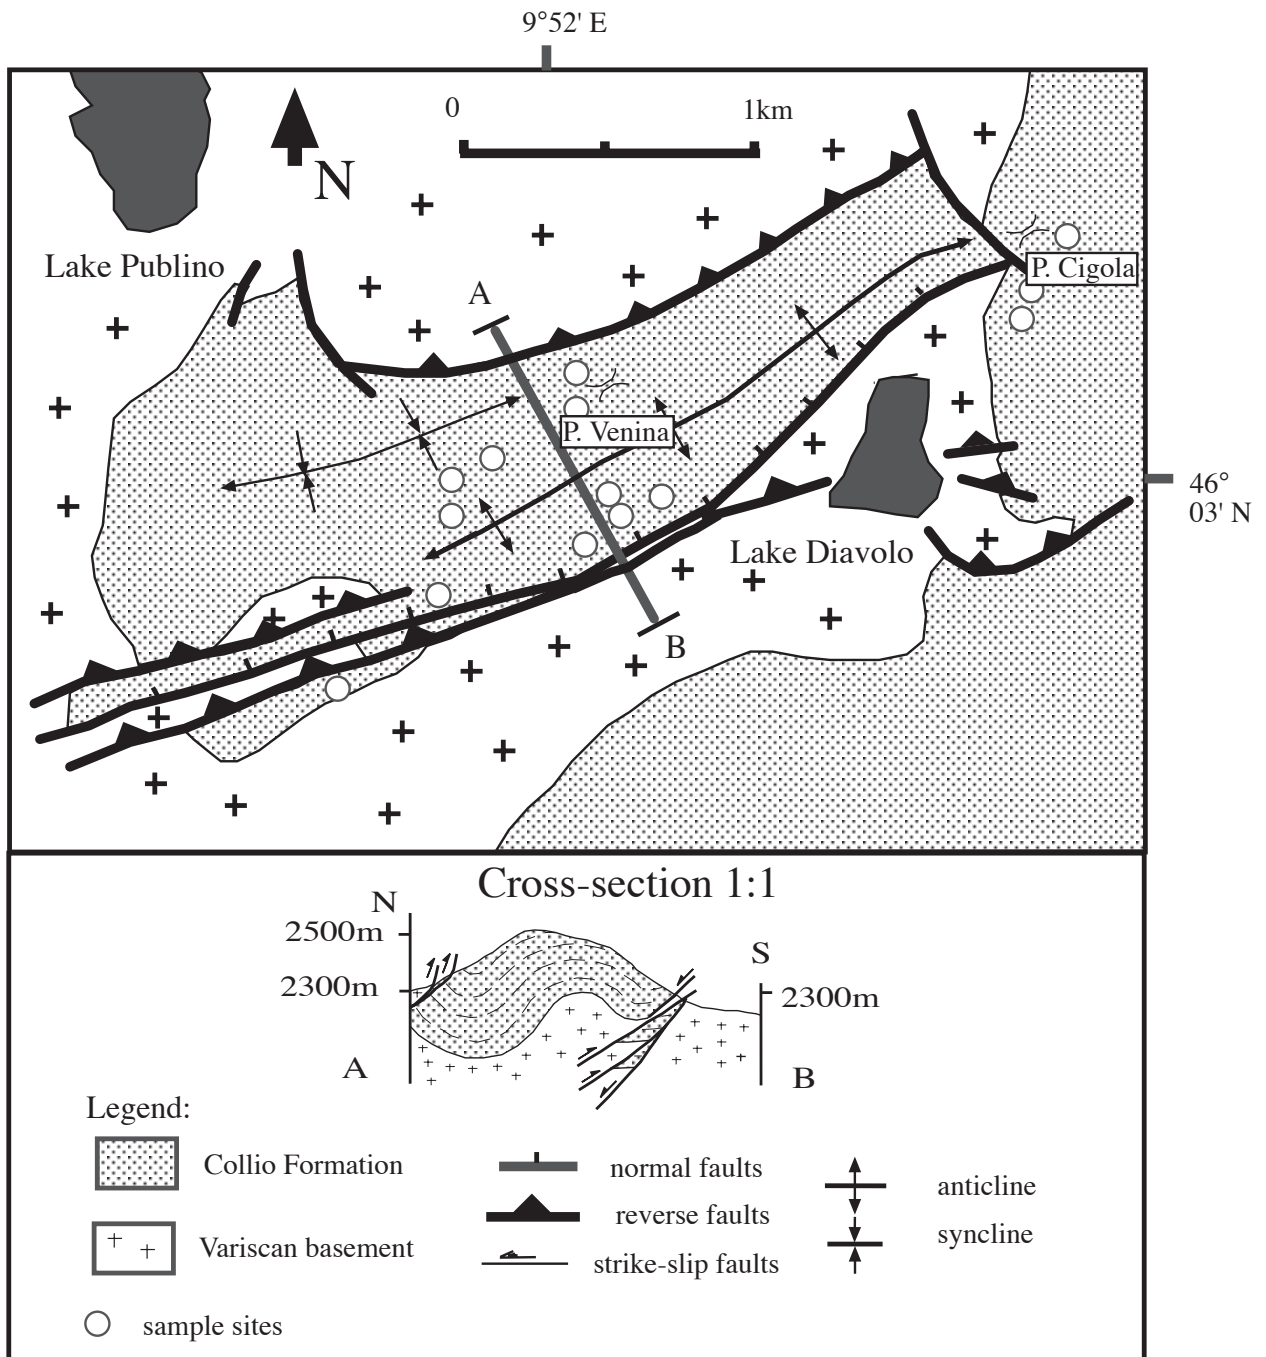 9°52' E
0 1km
N
Lake Publino
P. Cigola
A
P. Venina
46°
03' N
Lake Diavolo
B
Cross-section 1:1
N
2500m
S
2300m
2300m
A
B
Legend:
Collio Formation
normal faults
anticline
reverse faults
syncline
Variscan basement
strike-slip faults
sample sites